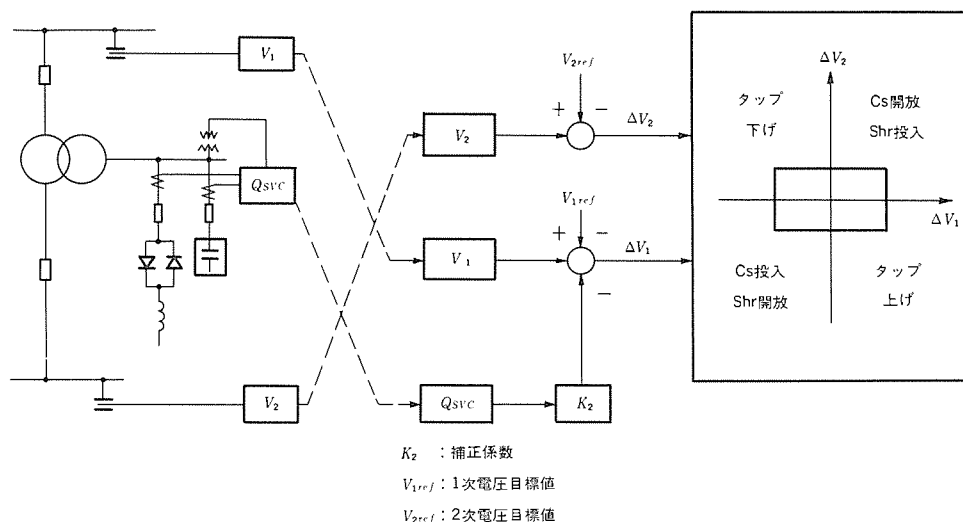 V₁
V₂ref
ΔV₂
タップ
下げ
Cs開放
Shr投入
V₂
+
−
ΔV₂
Qsvc
V₁ref
ΔV₁
V₁
+
−
ΔV₁
−
Cs投入
Shr開放
タップ
上げ
V₂
Qsvc
K₂
K₂ ：補正係数
V₁ref：1次電圧目標値
V₂ref：2次電圧目標値